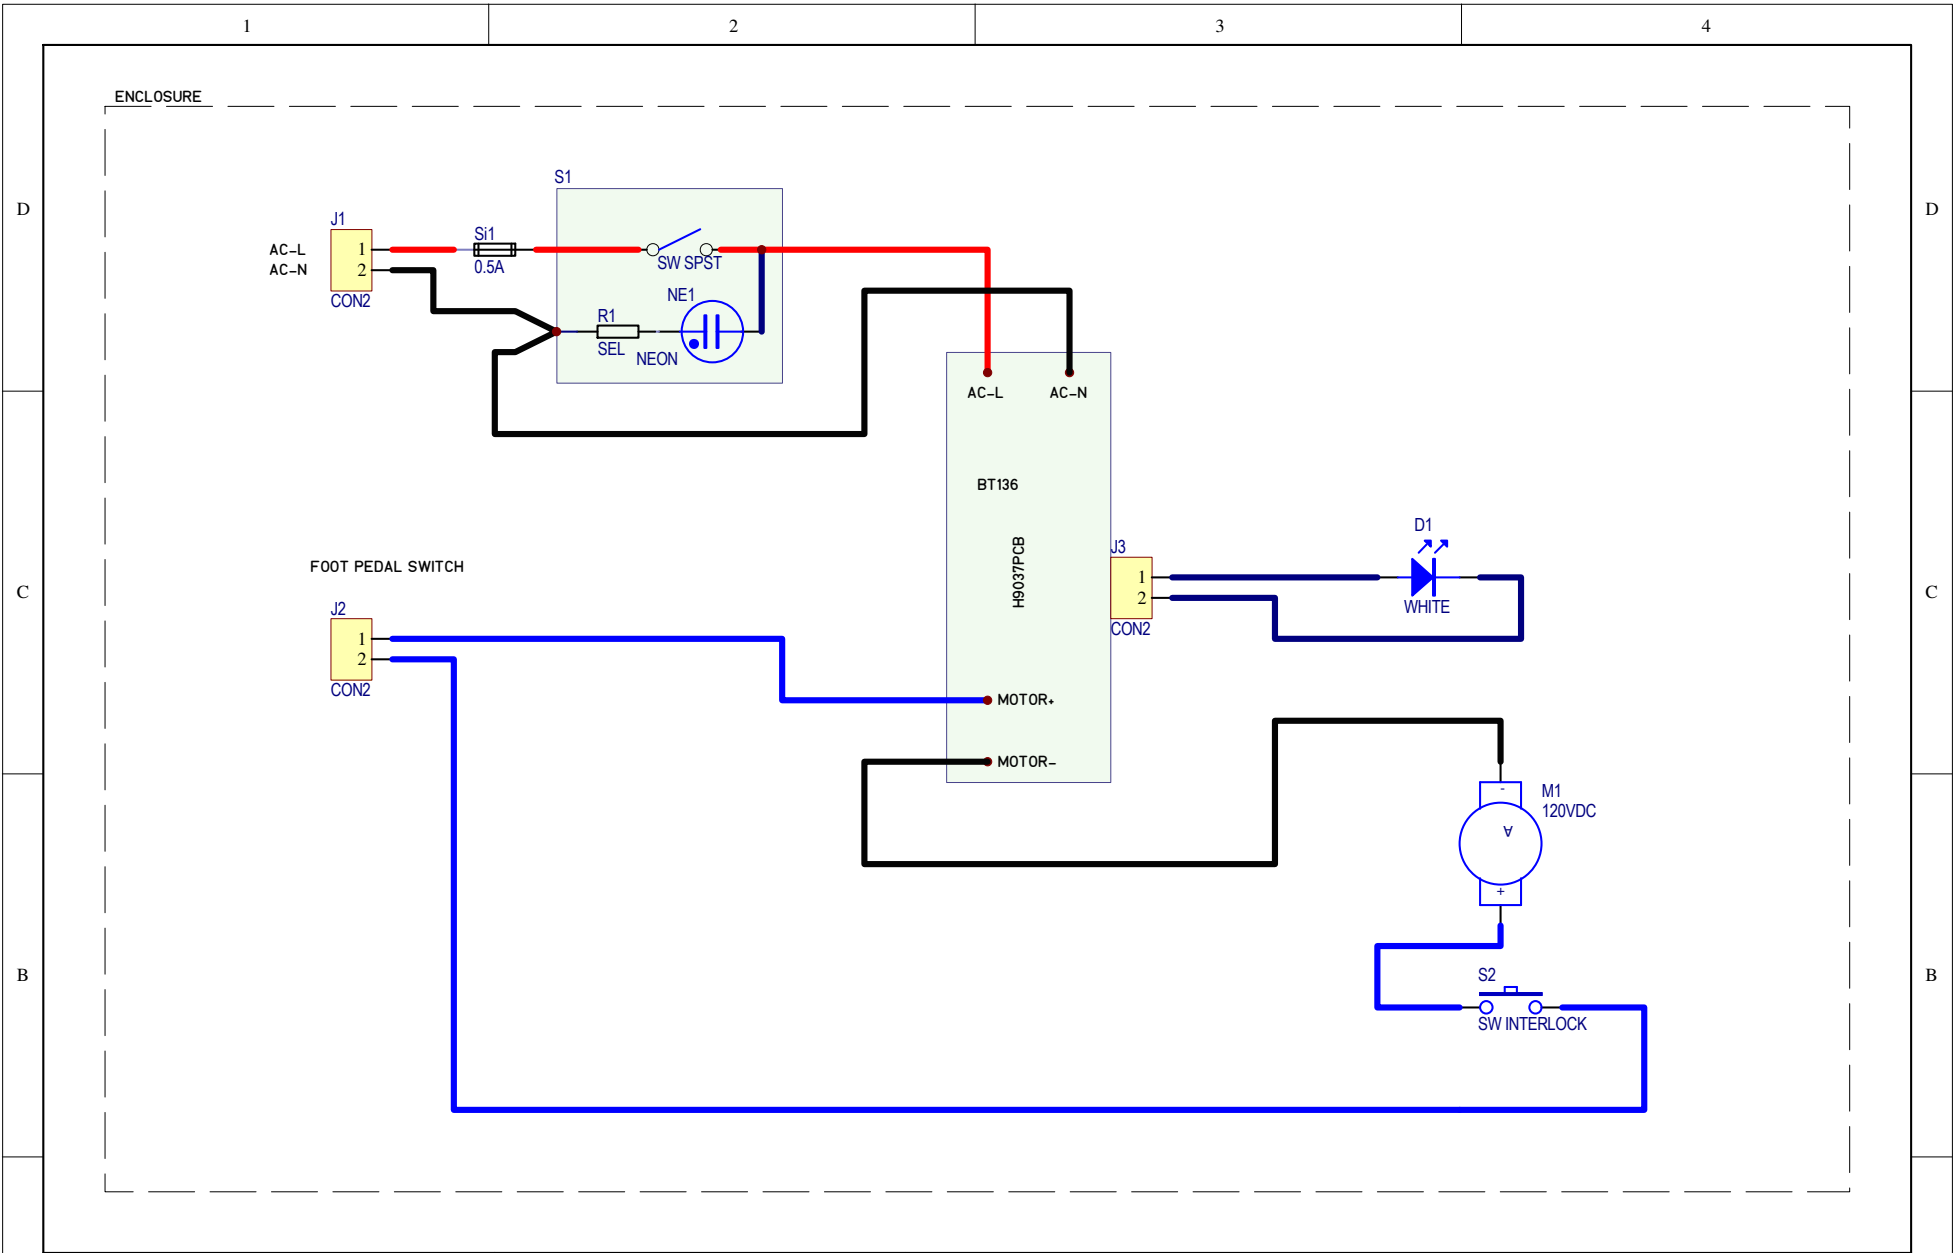 1 2 3 4
ENCLOSURE
D D
S1
J1
AC-L 1
AC-N 2
CON2
Si1
0.5A
SW SPST
NE1
R1
SEL
NEON
AC-L AC-N
BT136
H9037PCB
C C
FOOT PEDAL SWITCH
J2
1
2
CON2
J3
1
2
CON2
D1
WHITE
MOTOR+
MOTOR-
-
M1
120VDC
A
+
B B
S2
SW INTERLOCK